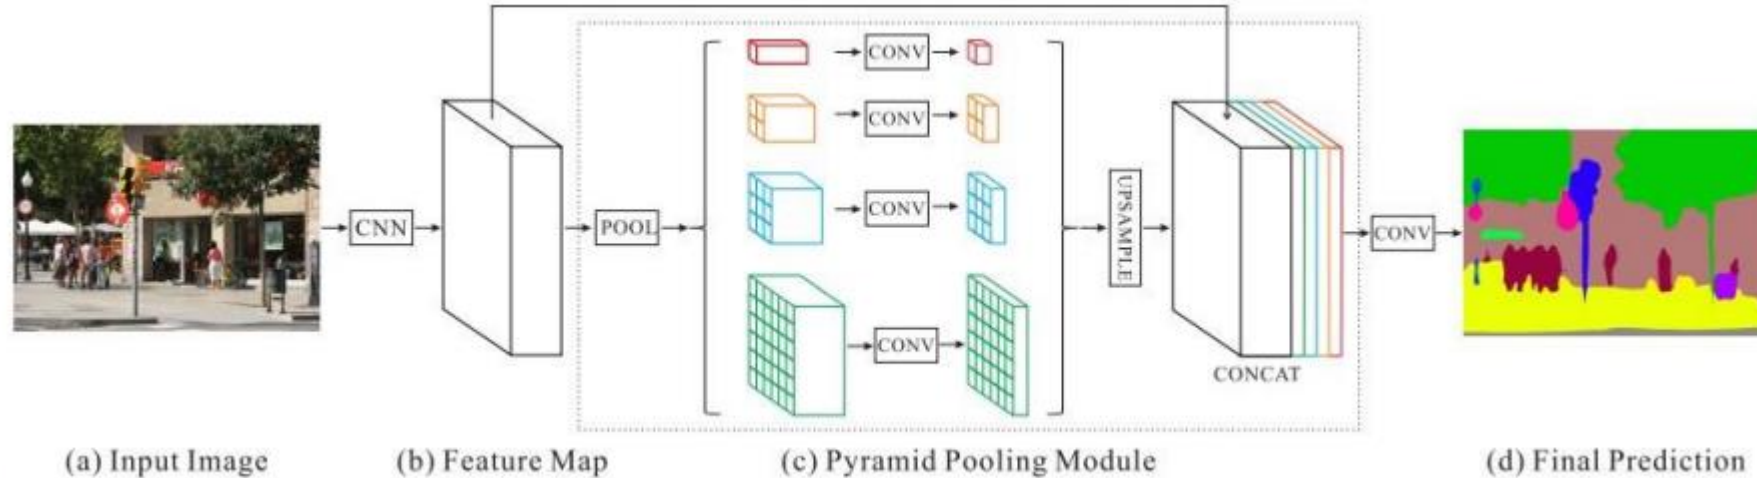 CONV
CONV
CONV
CONV
CNN
POOL
UPSAMPLE
CONCAT
CONV
(a) Input Image
(b) Feature Map
(c) Pyramid Pooling Module
(d) Final Prediction